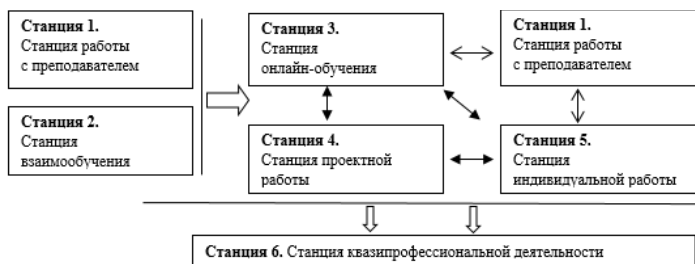 Станция 1.
Станция работы
с преподавателем
Станция 2.
Станция
взаимообучения
Станция 3.
Станция
онлайн-обучения
Станция 1.
Станция работы
с преподавателем
Станция 4.
Станция проектной
работы
Станция 5.
Станция
индивидуальной работы
Станция 6. Станция квазипрофессиональной деятельности